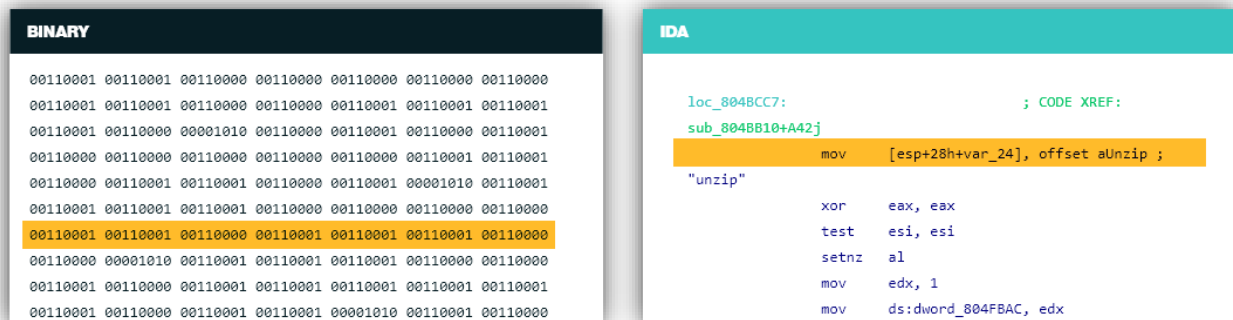 BINARY
00110001 00110001 00110000 00110000 00110000 00110000 00110000
00110001 00110001 00110000 00110000 00110001 00110001 00110001
00110001 00110000 00001010 00110000 00110001 00110000 00110001
00110000 00110000 00110000 00110000 00110001 00110000 00110001
00110000 00110001 00110001 00110000 00110001 00001010 00110001
00110001 00110001 00110001 00110000 00110000 00110000 00110000
00110001 00110001 00110000 00110001 00110001 00110001 00110000
00110000 00001010 00110001 00110001 00110001 00110000 00110000
00110001 00110000 00110001 00110001 00110000 00110001 00110001
00110001 00110000 00110001 00110001 00001010 00110001 00110000
IDA
loc_804BCC7: ; CODE XREF:
sub_804BB10+A42j
mov [esp+28h+var_24], offset aUnzip ;
"unzip"
xor eax, eax
test esi, esi
setnz al
mov edx, 1
mov ds:dword_804FBAC, edx